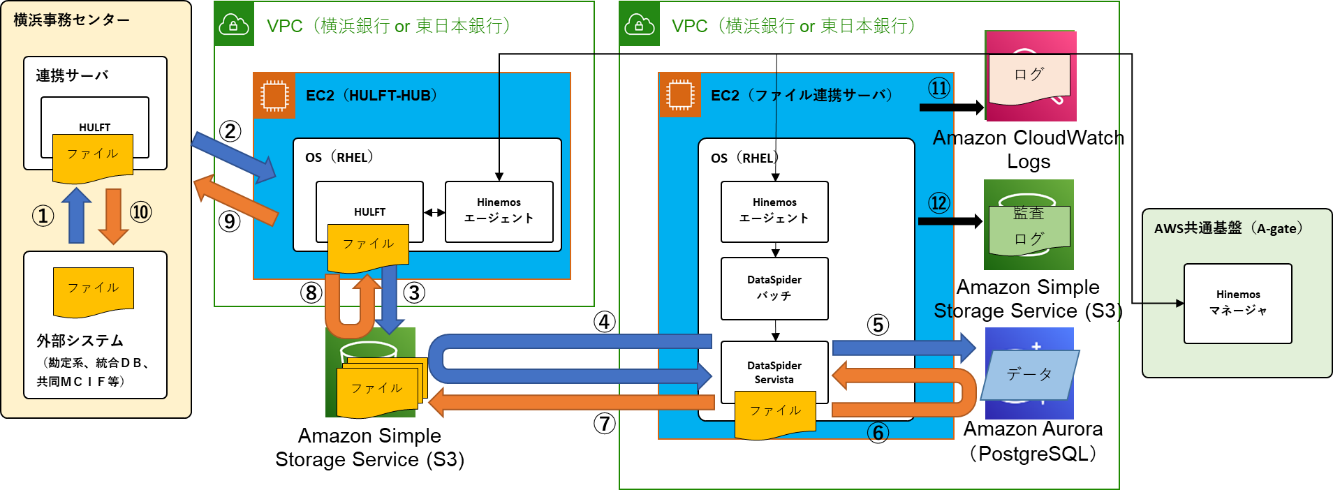 横浜事務センター
連携サーバ
HULFT
ファイル
①
⑩
ファイル
外部システム
（勘定系、統合ＤＢ、
共同ＭＣＩＦ等）
②
⑨
VPC（横浜銀行 or 東日本銀行）
EC2（HULFT-HUB）
OS（RHEL）
HULFT
ファイル
Hinemos
エージェント
⑧
③
ファイル
Amazon Simple
Storage Service (S3)
④
⑦
VPC（横浜銀行 or 東日本銀行）
EC2（ファイル連携サーバ）
OS（RHEL）
Hinemos
エージェント
DataSpider
バッチ
DataSpider
Servista
ファイル
⑤
⑥
⑪
ログ
Amazon CloudWatch
Logs
⑫
監査
ログ
Amazon Simple
Storage Service (S3)
データ
Amazon Aurora
（PostgreSQL）
AWS共通基盤（A-gate）
Hinemos
マネージャ